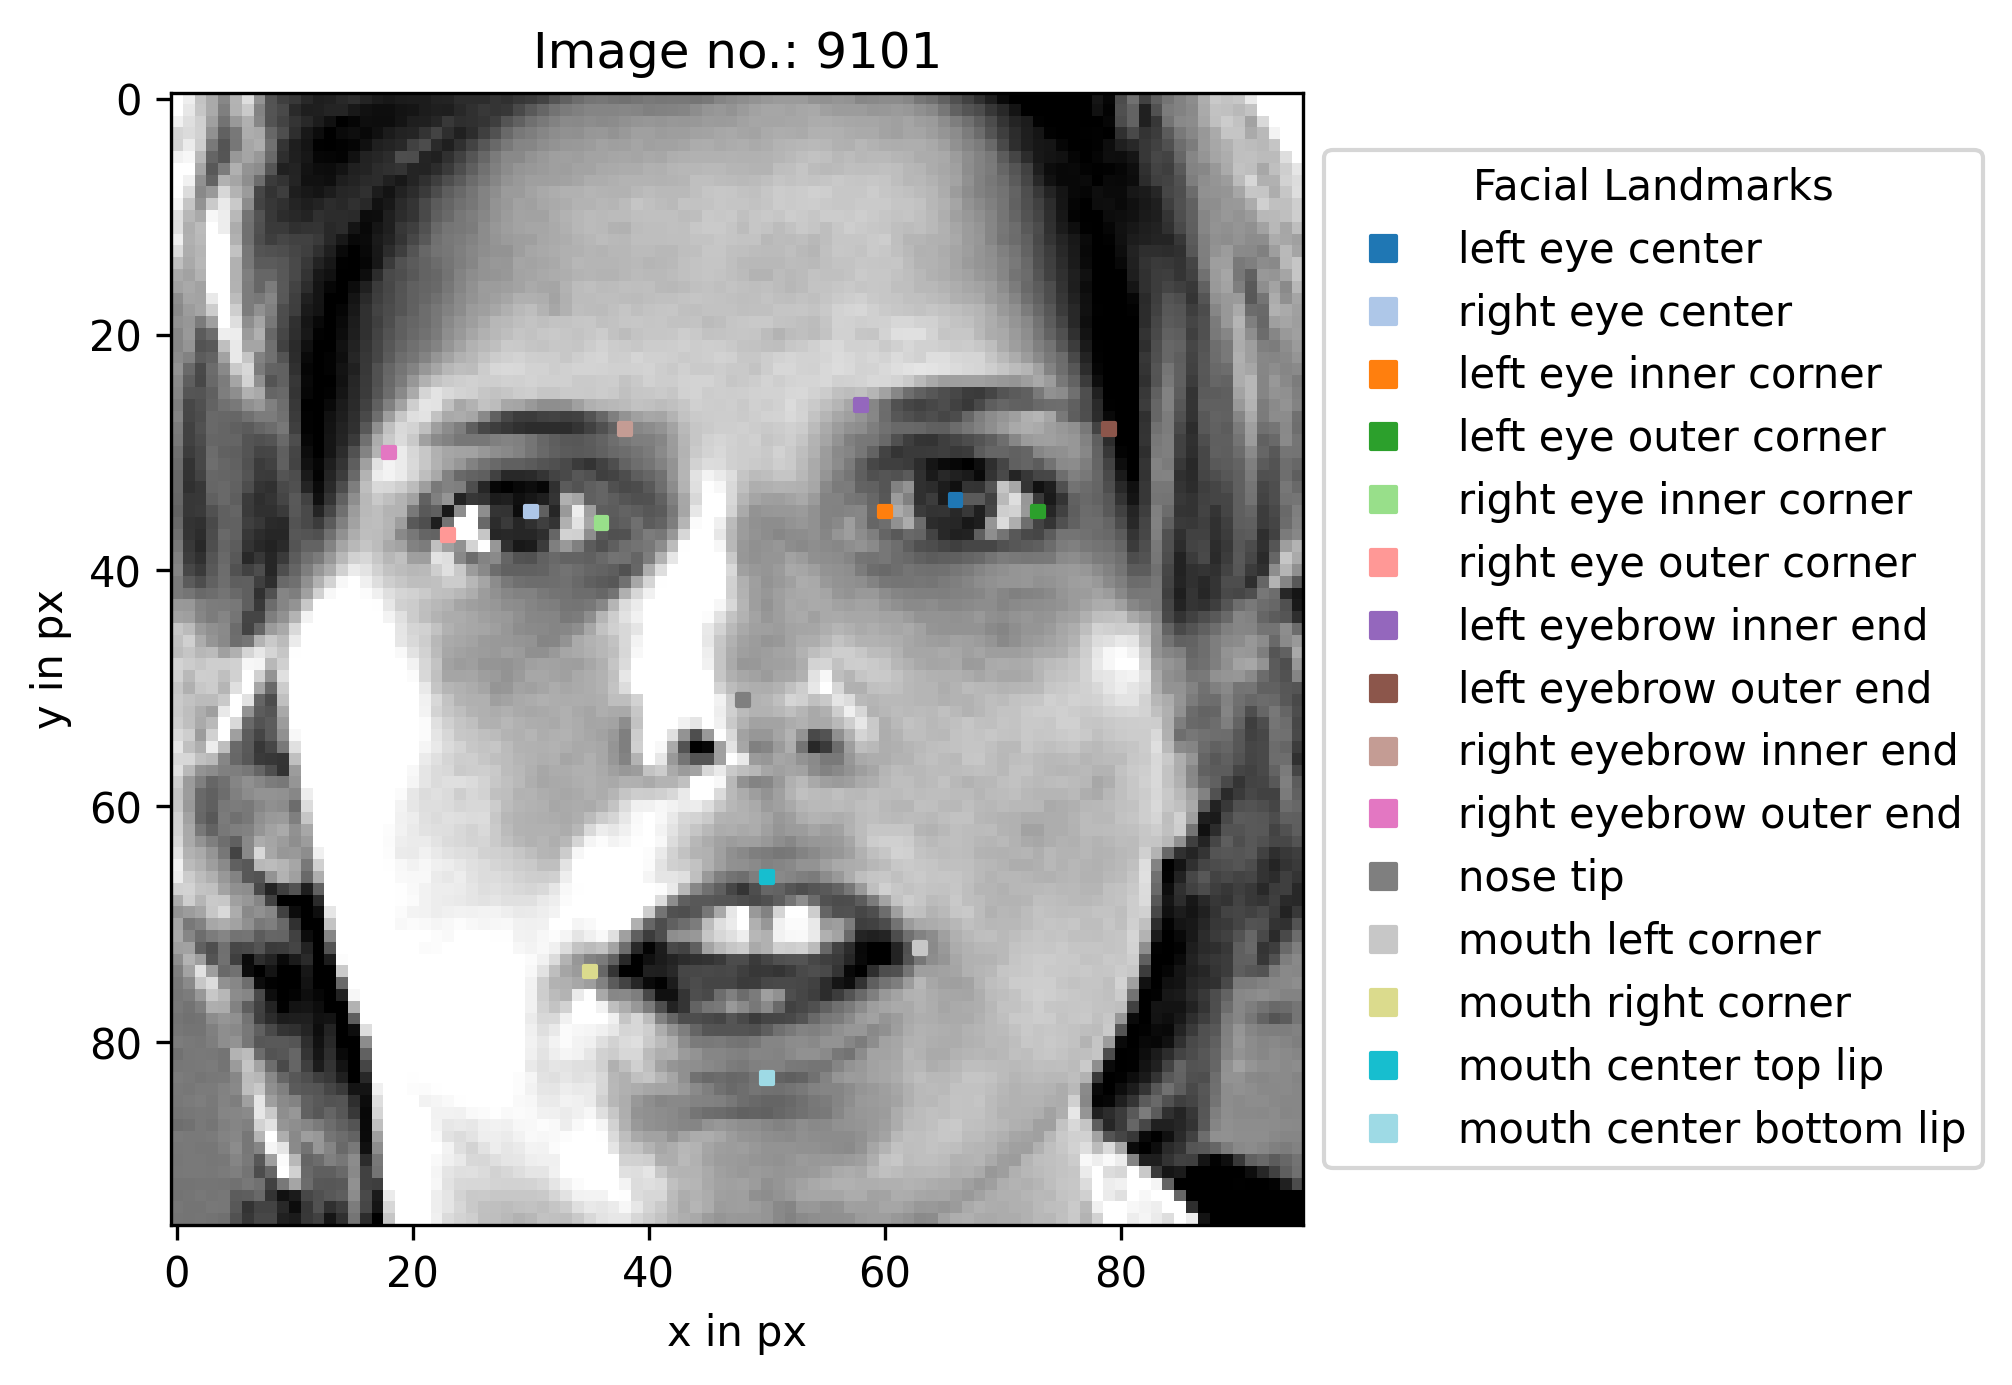 Image no.: 9101
0
20
40
60
80
y in px
0 20 40 60 80
x in px
Facial Landmarks
left eye center
right eye center
left eye inner corner
left eye outer corner
right eye inner corner
right eye outer corner
left eyebrow inner end
left eyebrow outer end
right eyebrow inner end
right eyebrow outer end
nose tip
mouth left corner
mouth right corner
mouth center top lip
mouth center bottom lip